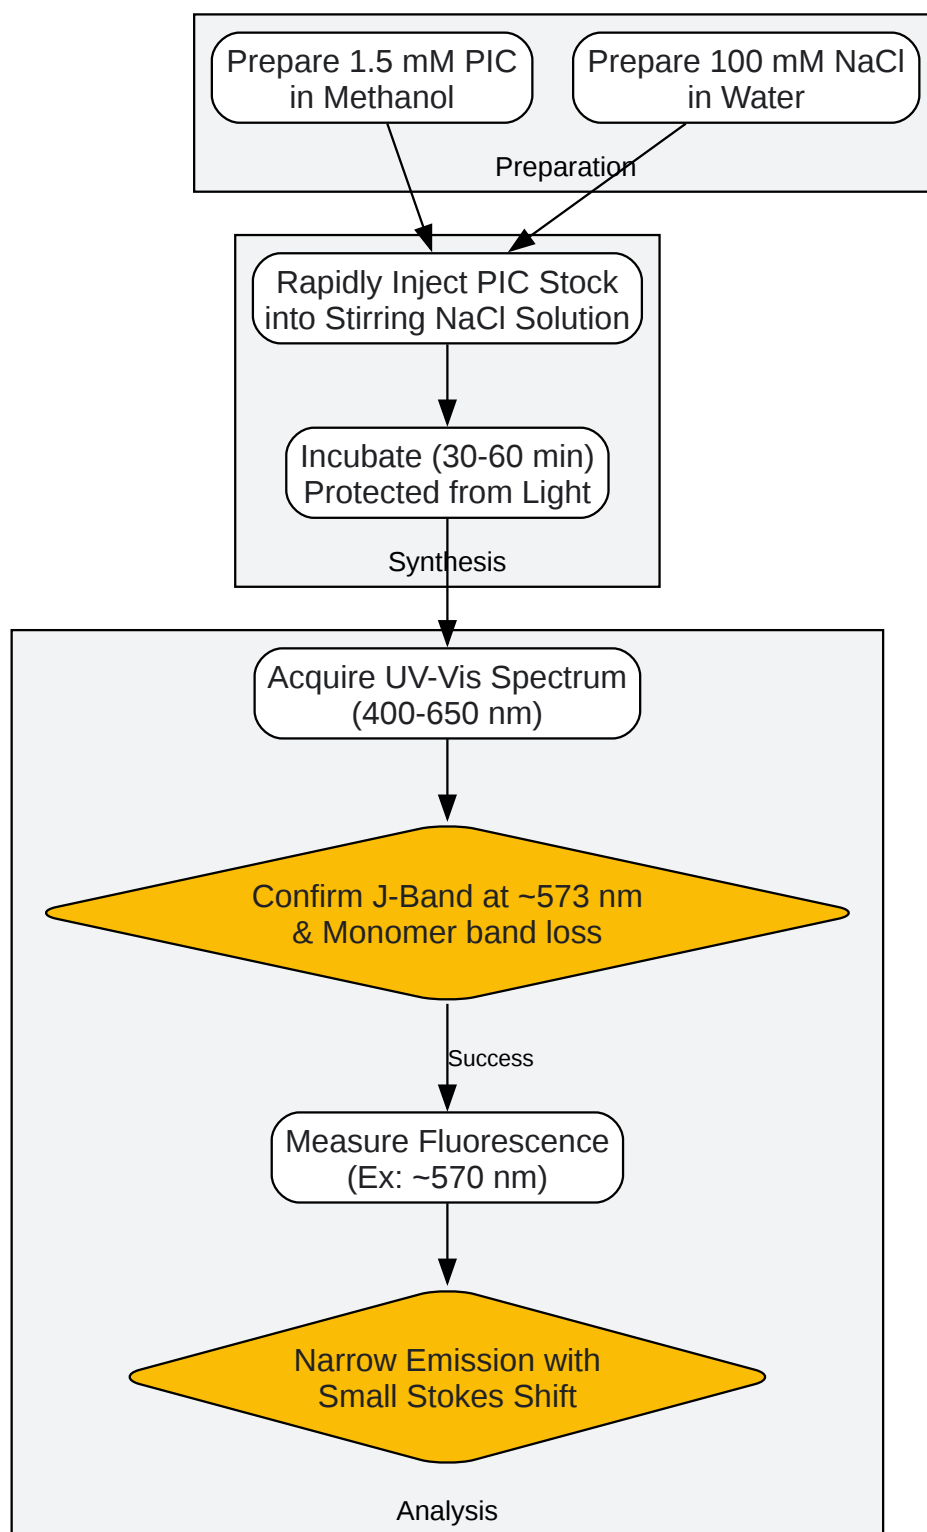 Prepare 1.5 mM PIC
in Methanol
Prepare 100 mM NaCl
in Water
Preparation
Rapidly Inject PIC Stock
into Stirring NaCl Solution
Incubate (30-60 min)
Protected from Light
Synthesis
Acquire UV-Vis Spectrum
(400-650 nm)
Confirm J-Band at ~573 nm
& Monomer band loss
Success
Measure Fluorescence
(Ex: ~570 nm)
Narrow Emission with
Small Stokes Shift
Analysis